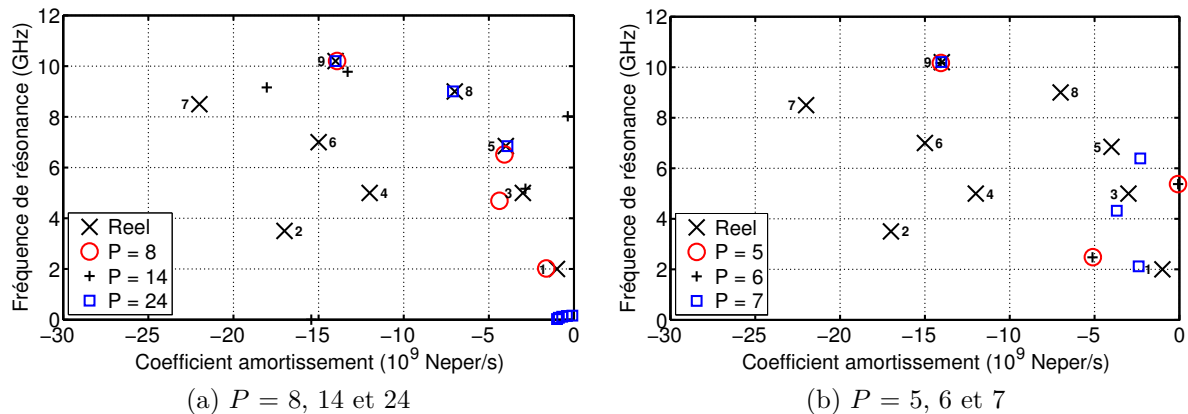 12
10
8
6
4
2
0
Fréquence de résonance (GHz)
9
8
7
6
5
3
4
2
1
Reel
P = 8
P = 14
P = 24
−30 −25 −20 −15 −10 −5 0
Coefficient amortissement (10⁹ Neper/s)
(a) P = 8, 14 et 24
12
10
8
6
4
2
0
Fréquence de résonance (GHz)
9
8
7
6
5
3
4
2
1
Reel
P = 5
P = 6
P = 7
−30 −25 −20 −15 −10 −5 0
Coefficient amortissement (10⁹ Neper/s)
(b) P = 5, 6 et 7